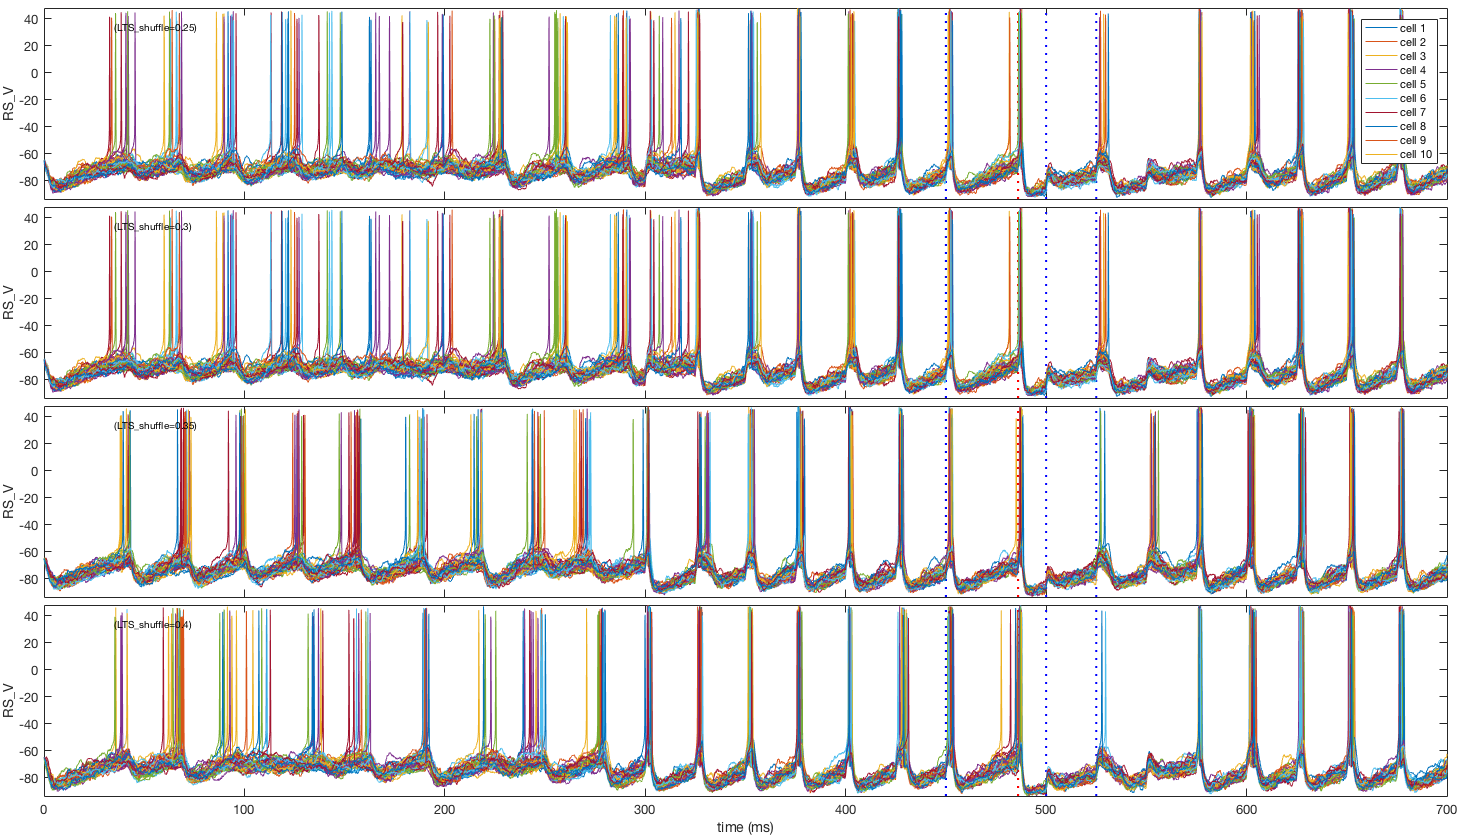 40
(LTS_shuffle=0.25)
20
0
-20
-40
-60
-80
RS_V
cell 1
cell 2
cell 3
cell 4
cell 5
cell 6
cell 7
cell 8
cell 9
cell 10
40
(LTS_shuffle=0.3)
20
0
-20
-40
-60
-80
RS_V
40
(LTS_shuffle=0.35)
20
0
-20
-40
-60
-80
RS_V
40
(LTS_shuffle=0.4)
20
0
-20
-40
-60
-80
RS_V
0 100 200 300 400 500 600 700
time (ms)